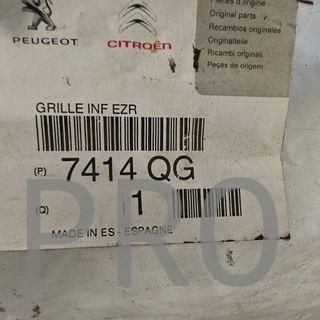 Pièces d'origine
Original parts
Recambios originales
Originalteile
Ricambi originali
Peças de origem
PEUGEOT
CITROËN
GRILLE INF EZR
(P) 7414 QG
(Q) 1
MADE IN ES - ESPAGNE
PRO